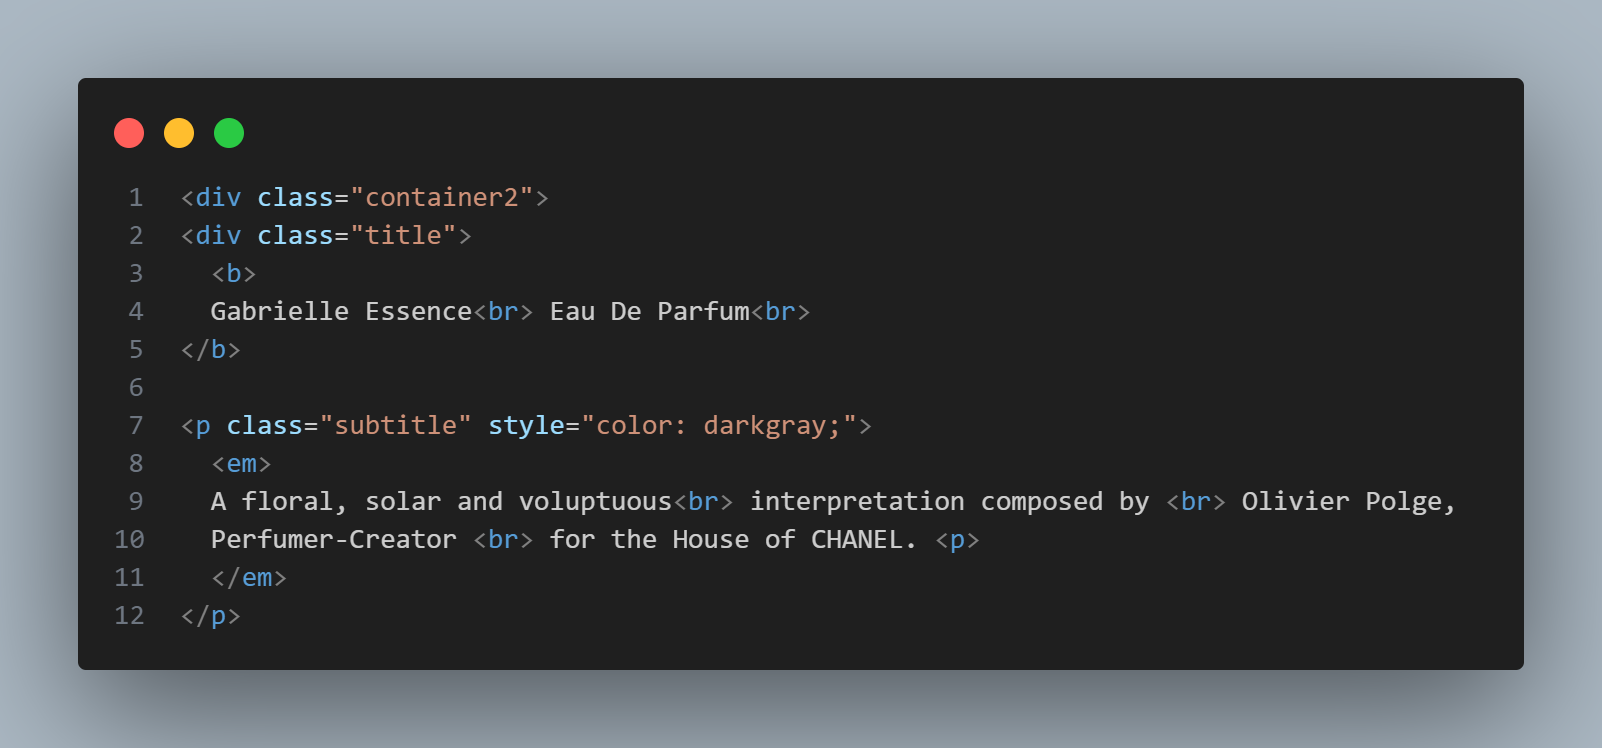 1 <div class="container2">
2 <div class="title">
3   <b>
4   Gabrielle Essence<br> Eau De Parfum<br>
5 </b>
6
7 <p class="subtitle" style="color: darkgray;">
8   <em>
9   A floral, solar and voluptuous<br> interpretation composed by <br> Olivier Polge,
10   Perfumer-Creator <br> for the House of CHANEL. <p>
11   </em>
12 </p>